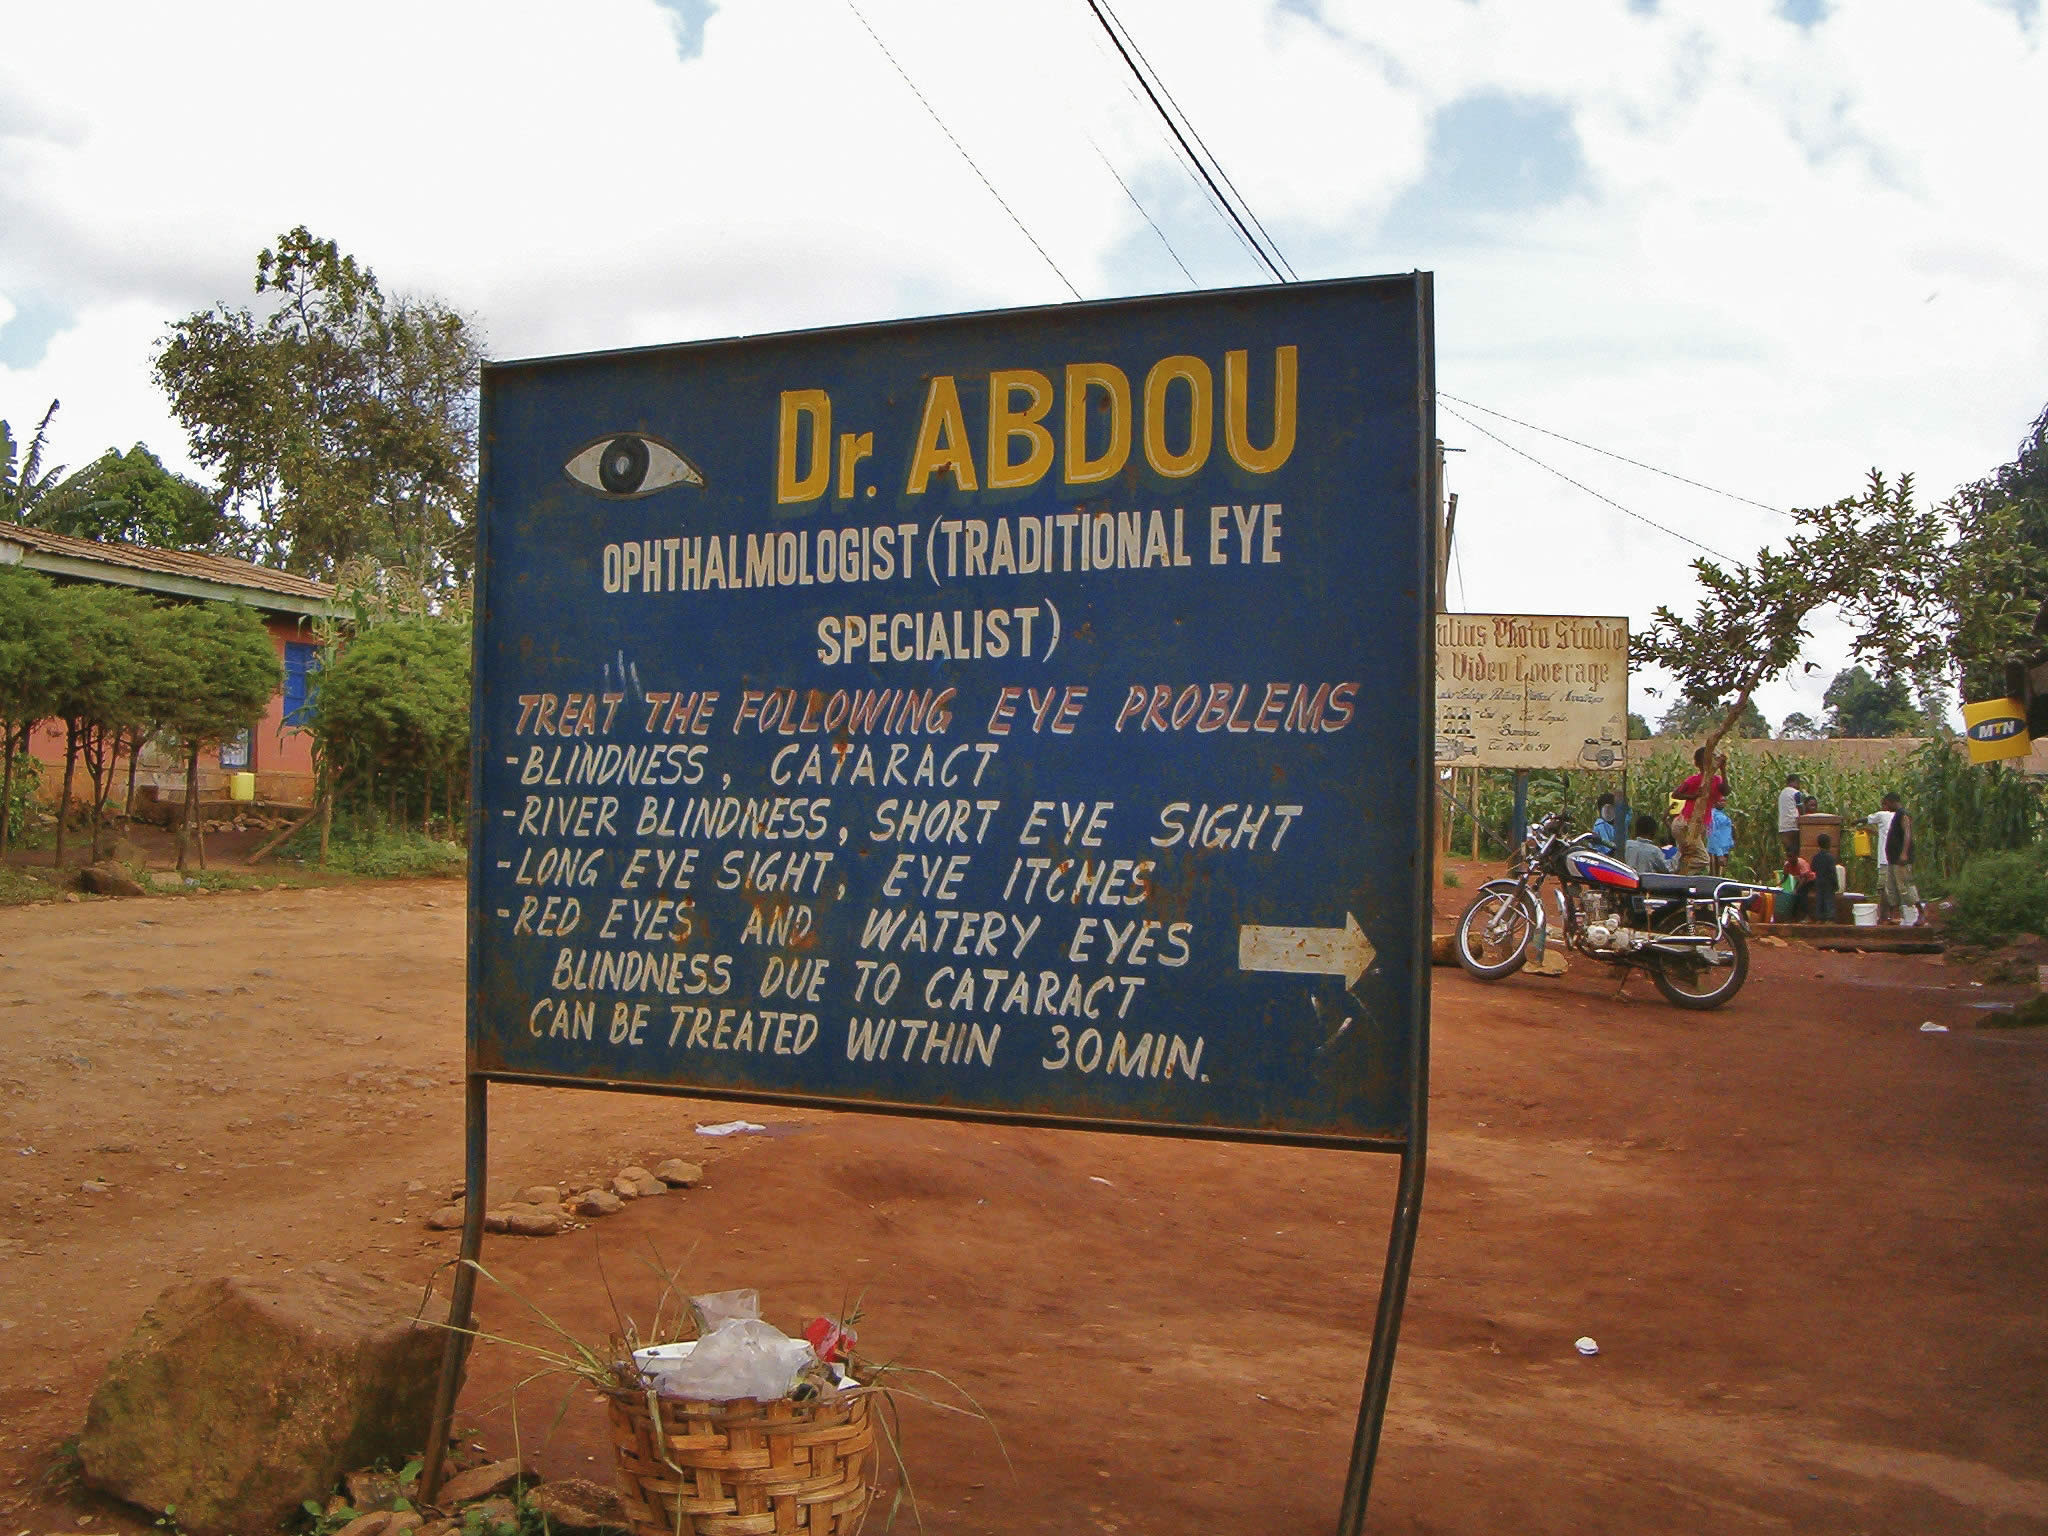 Dr. ABDOU
OPHTHALMOLOGIST (TRADITIONAL EYE
SPECIALIST)
TREAT THE FOLLOWING EYE PROBLEMS
-BLINDNESS, CATARACT
-RIVER BLINDNESS, SHORT EYE SIGHT
-LONG EYE SIGHT, EYE ITCHES
-RED EYES AND WATERY EYES
BLINDNESS DUE TO CATARACT
CAN BE TREATED WITHIN 30MIN.
Photo Studio
& Video Coverage
MTN